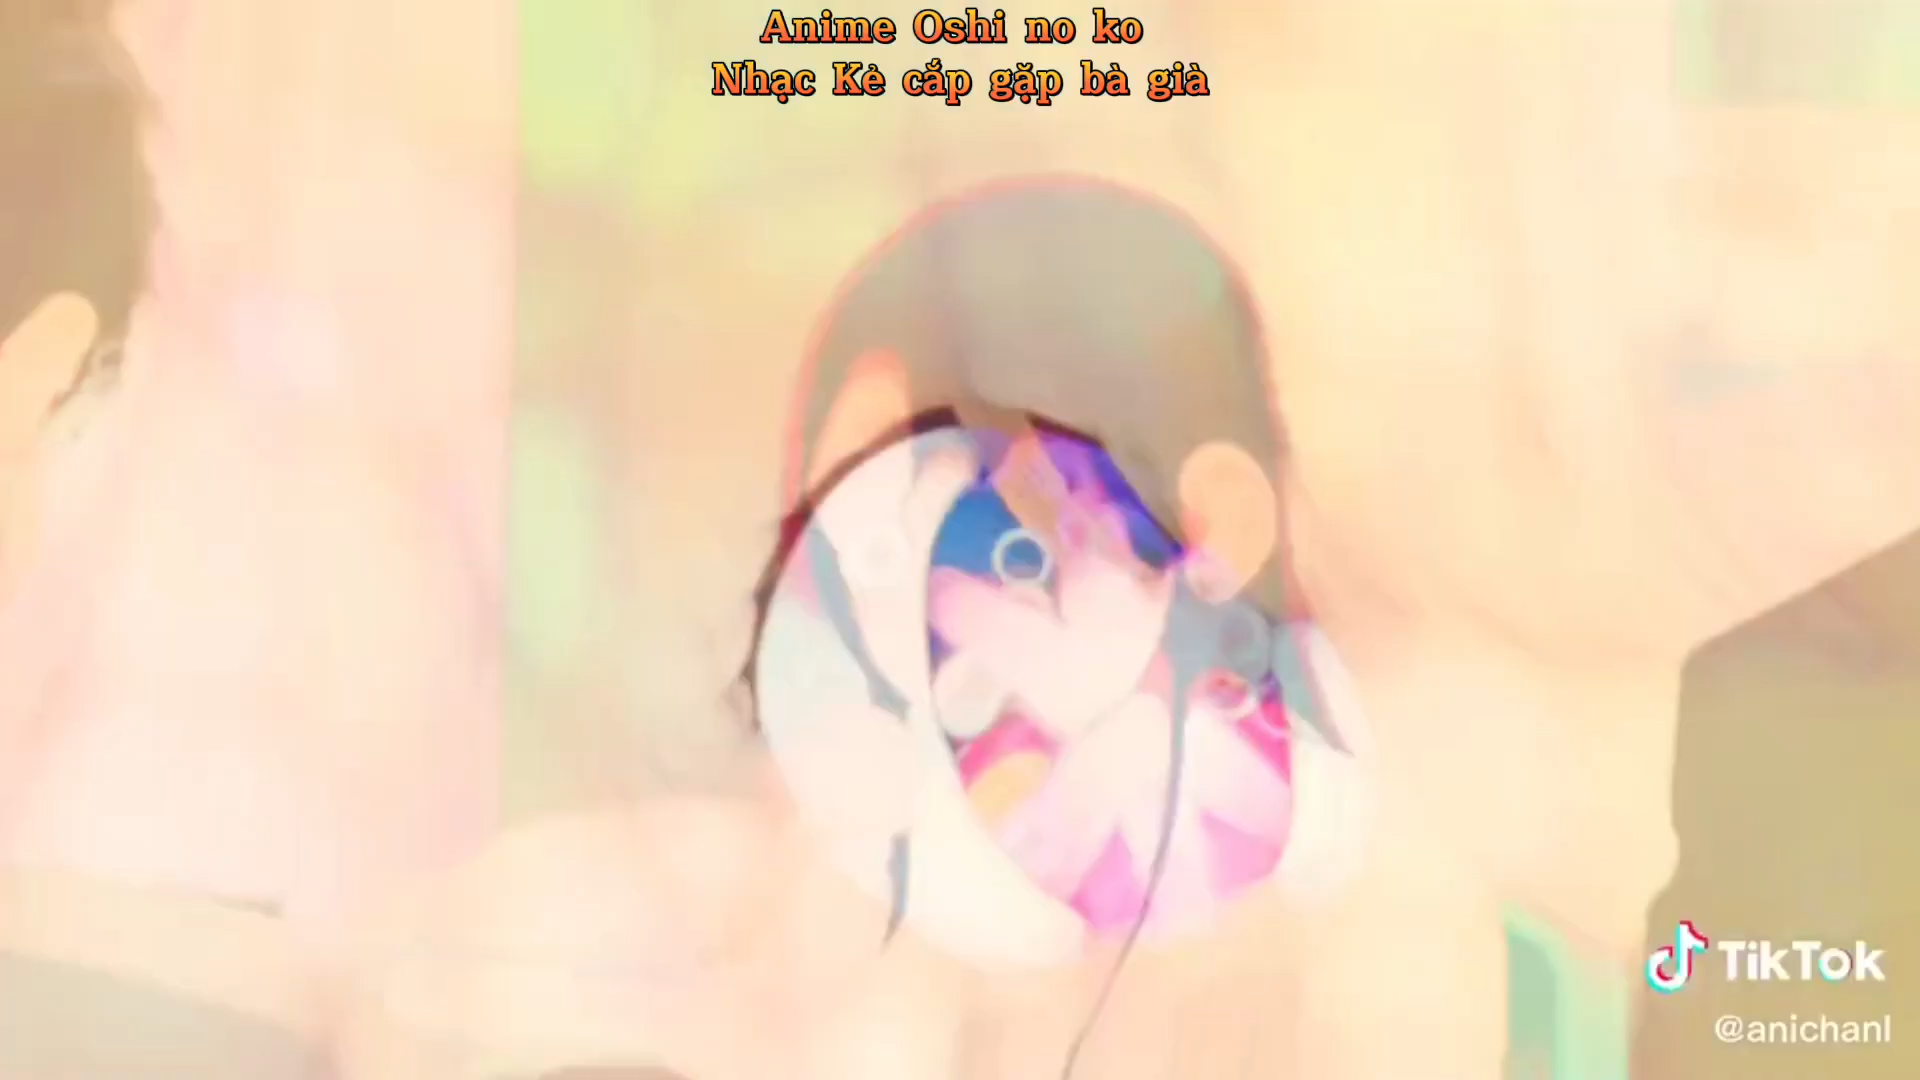 Anime Oshi no ko
Nhạc Kẻ cắp gặp bà già
TikTok
@anichanl